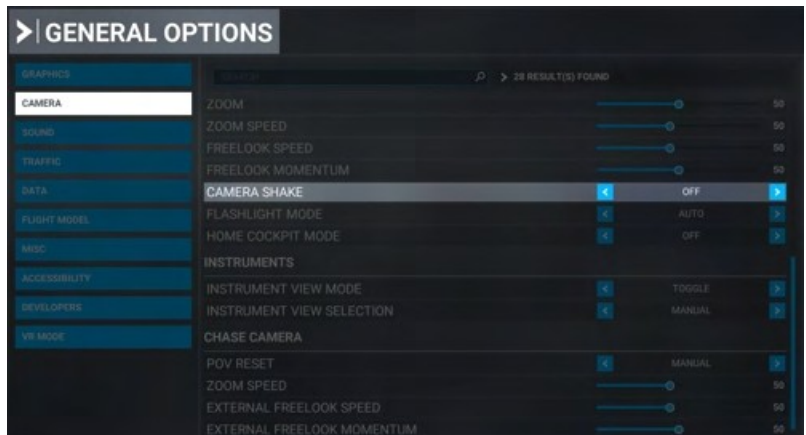 > GENERAL OPTIONS
GRAPHICS
CAMERA
SOUND
TRAFFIC
DATA
FLIGHT MODEL
MISC
ACCESSIBILITY
DEVELOPERS
VR MODE
SEARCH
> 28 RESULT(S) FOUND
ZOOM 50
ZOOM SPEED 50
FREELOOK SPEED 50
FREELOOK MOMENTUM 50
CAMERA SHAKE < OFF >
FLASHLIGHT MODE < AUTO >
HOME COCKPIT MODE < OFF >
INSTRUMENTS
INSTRUMENT VIEW MODE < TOGGLE >
INSTRUMENT VIEW SELECTION < MANUAL >
CHASE CAMERA
POV RESET < MANUAL >
ZOOM SPEED 50
EXTERNAL FREELOOK SPEED 50
EXTERNAL FREELOOK MOMENTUM 50